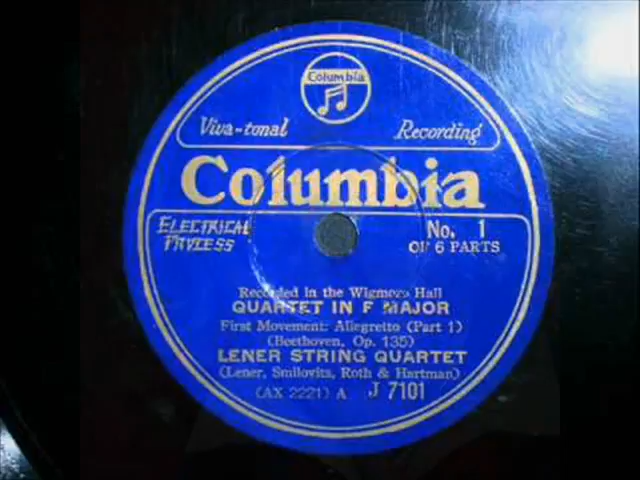 Columbia
Viva-tonal Recording
Columbia
ELECTRICAL No. 1
PROCESS OF 6 PARTS
Recorded in the Wigmore Hall
QUARTET IN F MAJOR
First Movement: Allegretto (Part 1)
(Beethoven, Op. 135)
LENER STRING QUARTET
(Lener, Smilovits, Roth & Hartman)
(AX 2221) A J 7101